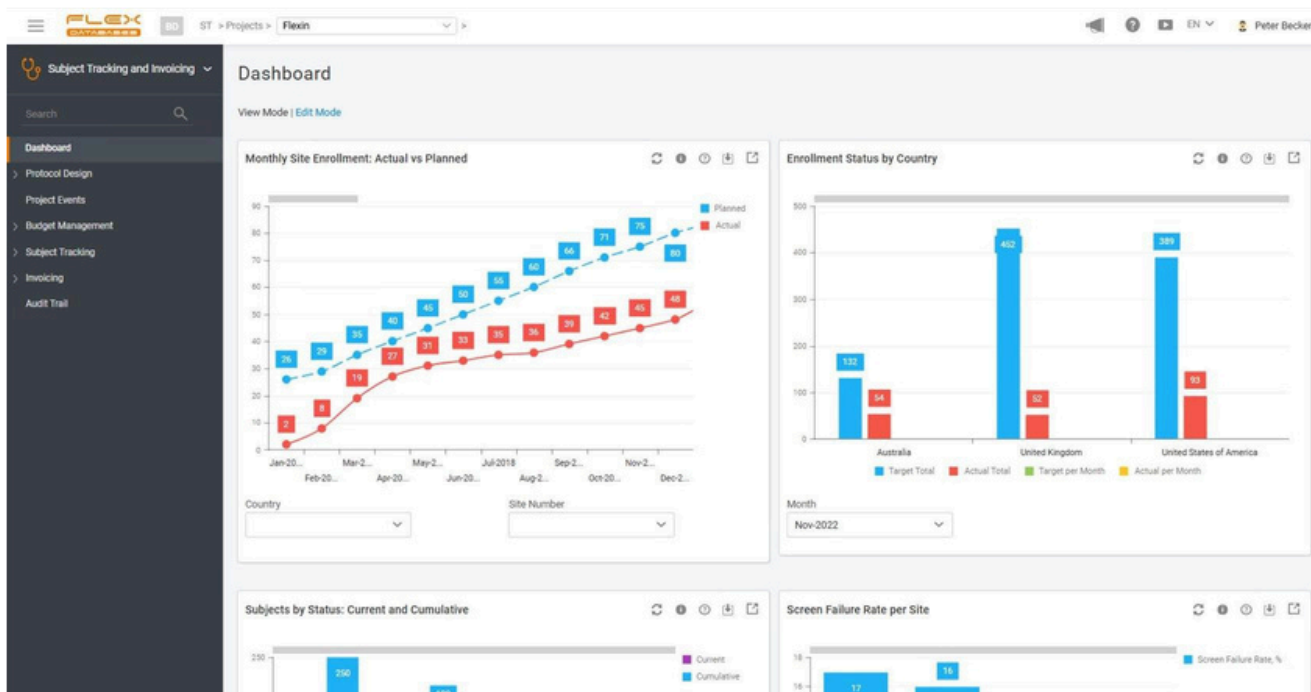 FLEX
DATABASES
BD
ST > Projects > Flexin >
EN
Peter Becker
Subject Tracking and Invoicing
Search
Dashboard
Protocol Design
Project Events
Budget Management
Subject Tracking
Invoicing
Audit Trail
Dashboard
View Mode | Edit Mode
Monthly Site Enrollment: Actual vs Planned
90
80
70
60
50
40
30
20
10
0
26 29 35 40 45 50 55 60 66 71 75 80
2 8 19 27 31 33 35 36 39 42 45 48
Planned
Actual
Jan-20... Mar-2... May-2... Jul-2018 Sep-2... Nov-2...
Feb-20... Apr-20... Jun-20... Aug-2... Oct-20... Dec-2...
Country
Site Number
Enrollment Status by Country
500
400
300
200
100
0
132 54 452 52 389 93
Australia United Kingdom United States of America
Target Total Actual Total Target per Month Actual per Month
Month
Nov-2022
Subjects by Status: Current and Cumulative
250
250
Current
Cumulative
Screen Failure Rate per Site
18
16
17
16
Screen Failure Rate, %